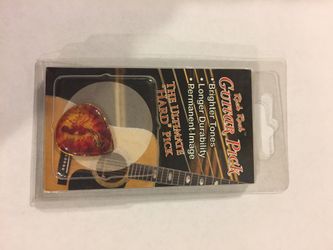 Guitar Pick
• Brighter Tones
• Longer Durability
• Permanent Image
THE ULTIMATE
"HARD" PICK